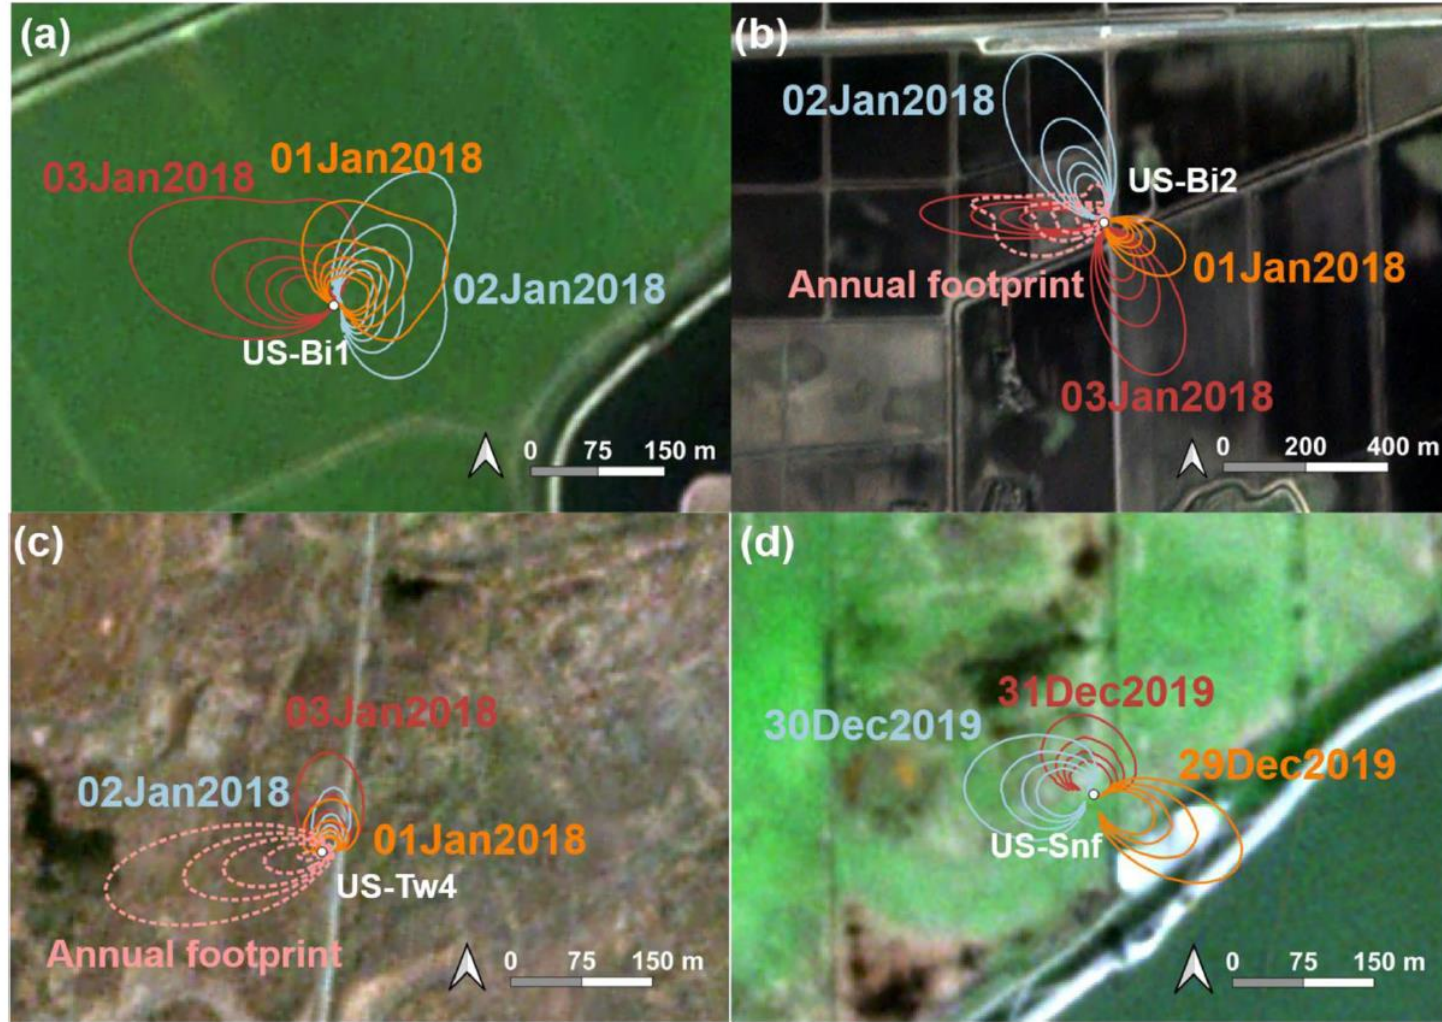 (a)
01Jan2018
03Jan2018
02Jan2018
US-Bi1
0 75 150 m
(b)
02Jan2018
US-Bi2
01Jan2018
Annual footprint
03Jan2018
0 200 400 m
(c)
03Jan2018
02Jan2018
01Jan2018
US-Tw4
Annual footprint
0 75 150 m
(d)
31Dec2019
30Dec2019
29Dec2019
US-Snf
0 75 150 m